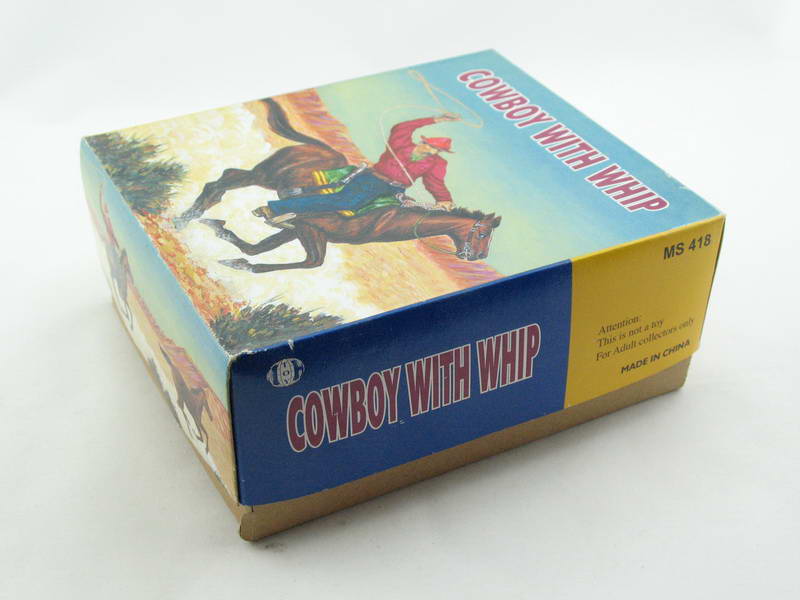 COWBOY WITH WHIP
MS 418
COWBOY WITH WHIP
Attention:
This is not a toy
For Adult collectors only
MADE IN CHINA